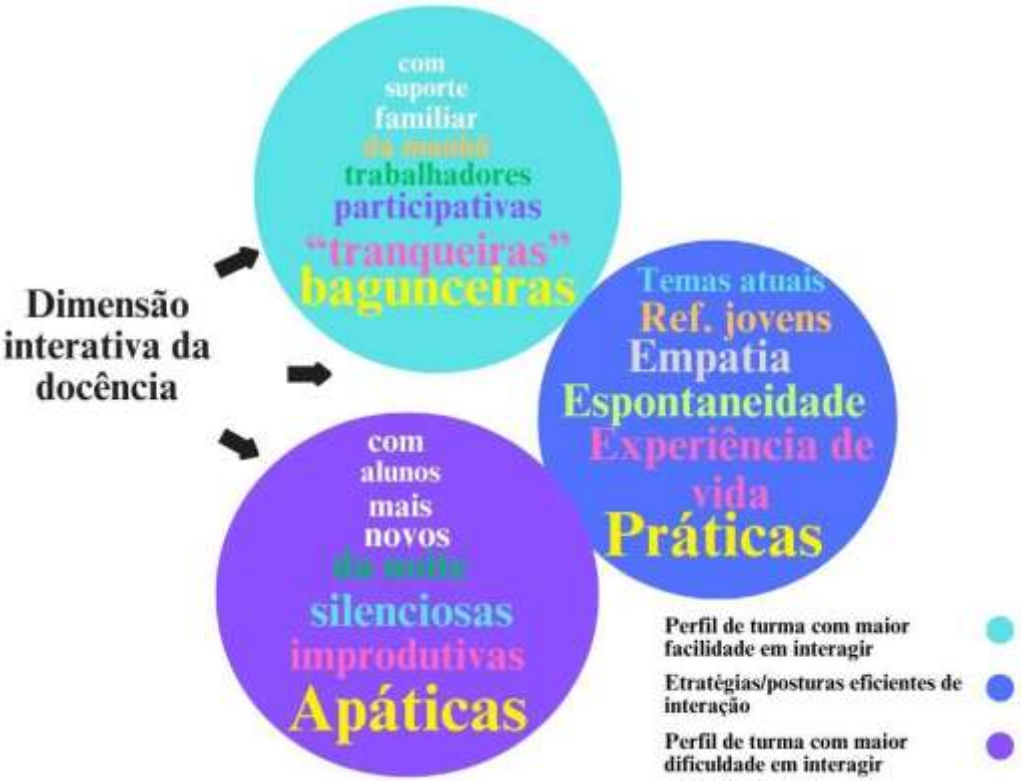 Dimensão
interativa da
docência
com
suporte
familiar
da manhã
trabalhadores
participativas
“tranqueiras”
bagunceiras
Temas atuais
Ref. jovens
Empatia
Espontaneidade
Experiência de
vida
Práticas
com
alunos
mais
novos
da noite
silenciosas
improdutivas
Apáticas
Perfil de turma com maior
facilidade em interagir
Etratégias/posturas eficientes de
interação
Perfil de turma com maior
dificuldade em interagir